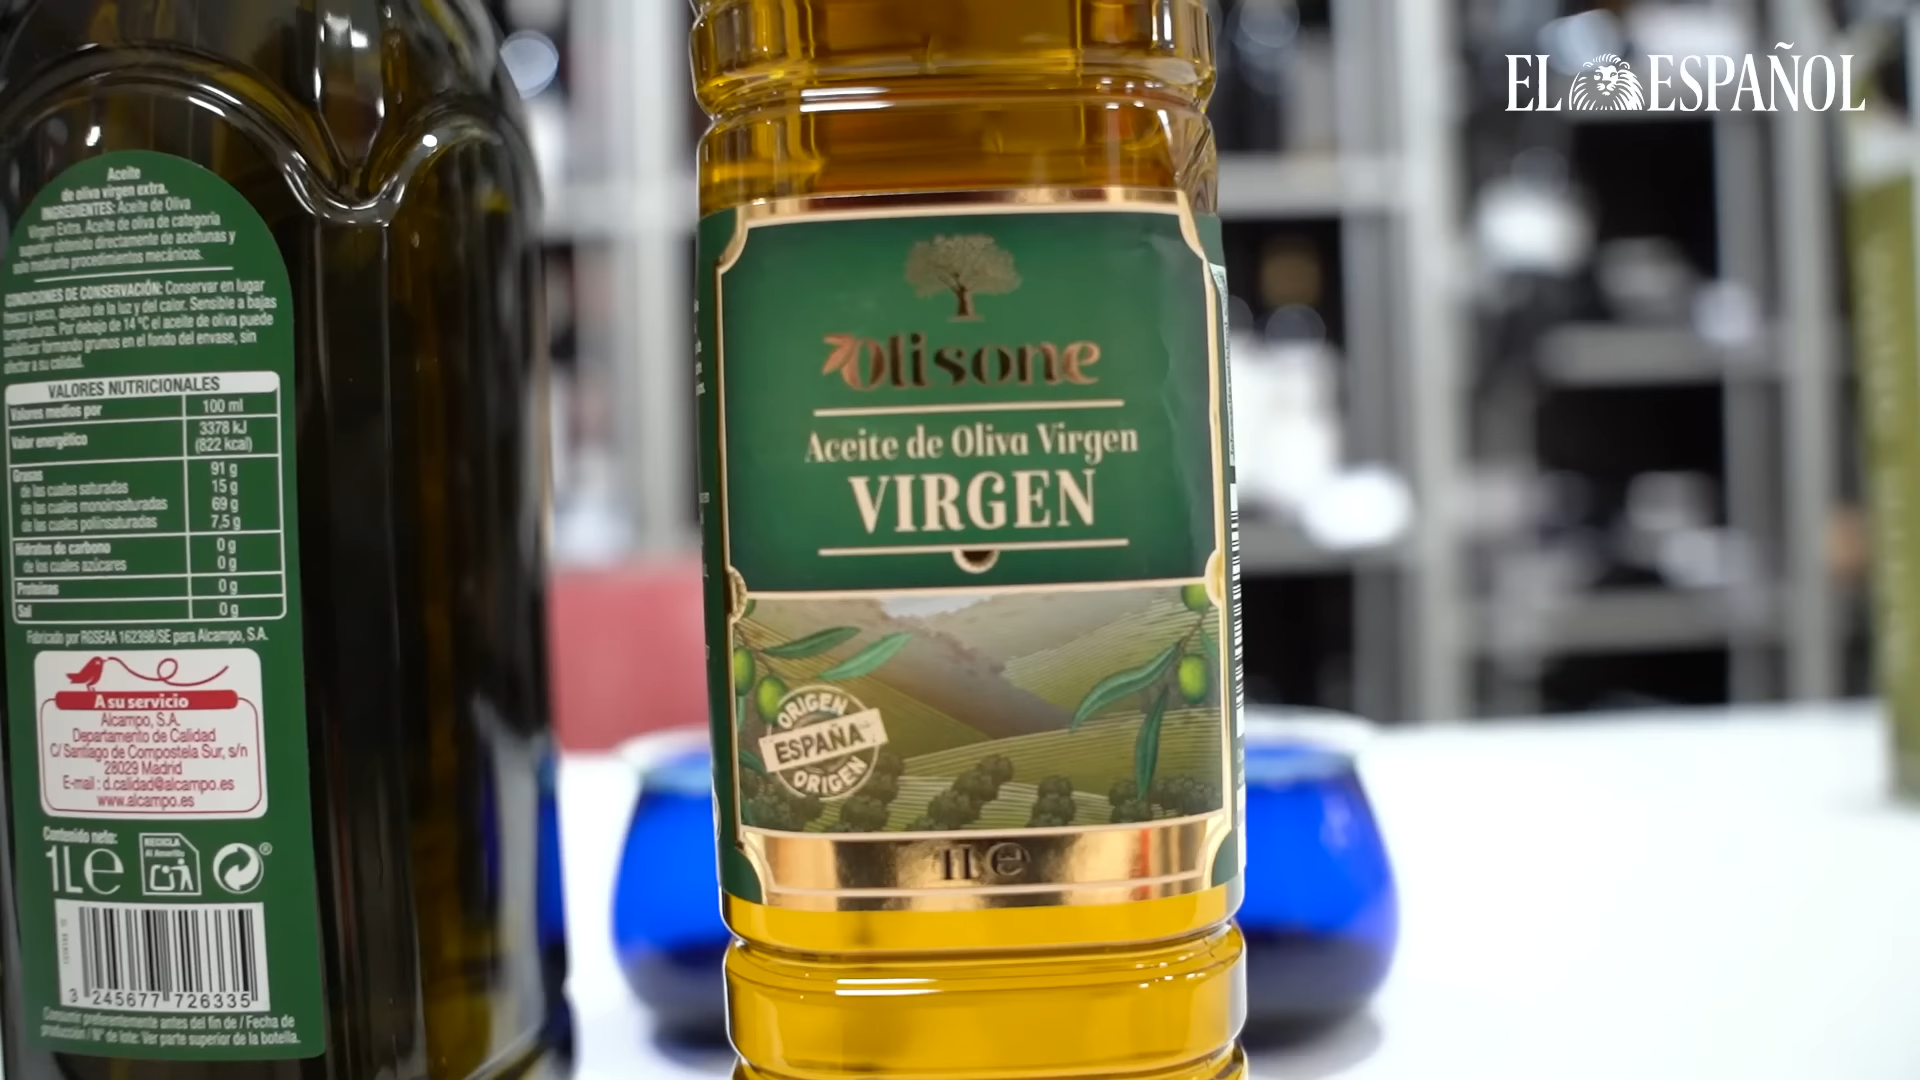 Aceite
de oliva virgen extra.
INGREDIENTES: Aceite de Oliva
Virgen Extra. Aceite de oliva de categoría
superior obtenido directamente de aceitunas y
solo mediante procedimientos mecánicos.
CONDICIONES DE CONSERVACIÓN: Conservar en lugar
fresco y seco, alejado de la luz y del calor. Sensible a bajas
temperaturas. Por debajo de 14 ºC el aceite de oliva puede
solidificar formando grumos en el fondo del envase, sin
afectar a su calidad.
VALORES NUTRICIONALES
Valores medios por 100 ml
Valor energético 3378 kJ
(822 kcal)
Grasas 91 g
de las cuales saturadas 15 g
de las cuales monoinsaturadas 69 g
de las cuales poliinsaturadas 7,5 g
Hidratos de carbono 0 g
de los cuales azúcares 0 g
Proteínas 0 g
Sal 0 g
Fabricado por RGSEAA 162398/SE para Alcampo, S.A.
A su servicio
Alcampo, S.A.
Departamento de Calidad
C/ Santiago de Compostela Sur, s/n
28029 Madrid
E-mail : d.calidad@alcampo.es
www.alcampo.es
Contenido neto:
1L e
RECICLA
Al Amarillo
3 245677 726335
Consumir preferentemente antes del fin de / Fecha de
producción / Nº de lote: Ver parte superior de la botella.
Olisone
Aceite de Oliva Virgen
VIRGEN
ORIGEN
ESPAÑA
ORIGEN
1L e
EL ESPAÑOL